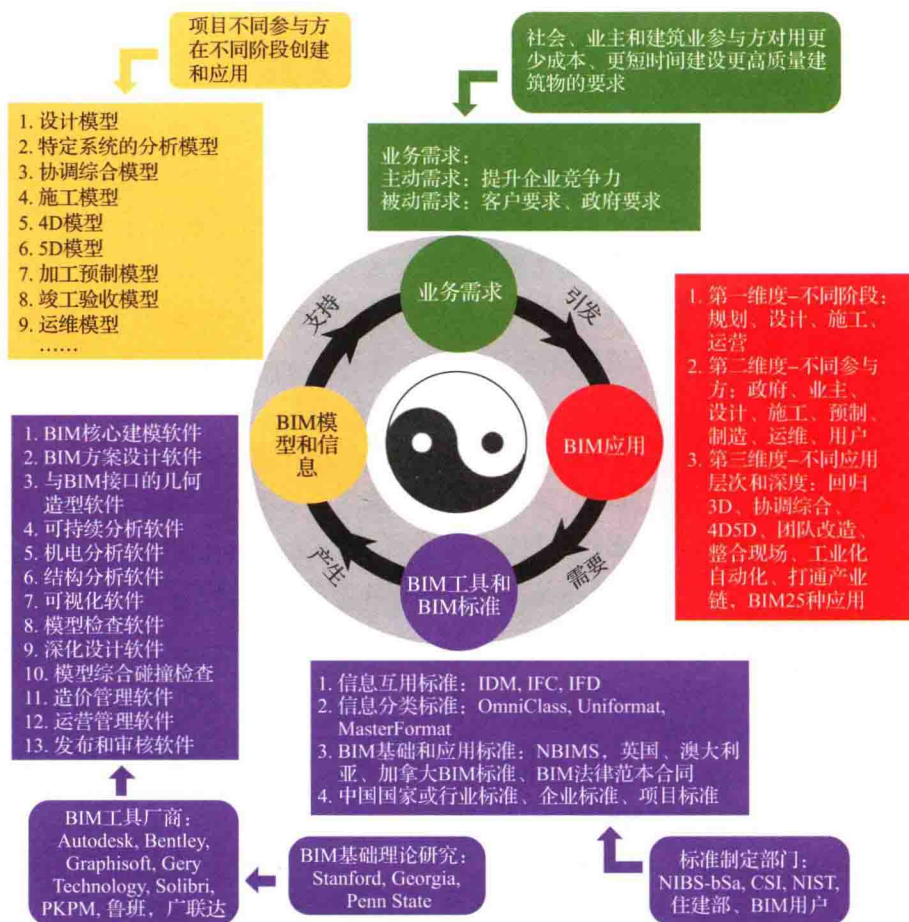 项目不同参与方
在不同阶段创建
和应用
社会、业主和建筑业参与方对用更
少成本、更短时间建设更高质量建
筑物的要求
1. 设计模型
2. 特定系统的分析模型
3. 协调综合模型
4. 施工模型
5. 4D模型
6. 5D模型
7. 加工预制模型
8. 竣工验收模型
9. 运维模型
……
业务需求：
主动需求：提升企业竞争力
被动需求：客户要求、政府要求
业务需求
支持
引发
BIM模
型和信
息
BIM应用
产生
需要
BIM工具和
BIM标准
1. 第一维度–不同阶段：
规划、设计、施工、
运营
2. 第二维度–不同参与
方：政府、业主、
设计、施工、预制、
制造、运维、用户
3. 第三维度–不同应用
层次和深度：回归
3D、协调综合、
4D5D、团队改造、
整合现场、工业化
自动化、打通产业
链，BIM25种应用
1. BIM核心建模软件
2. BIM方案设计软件
3. 与BIM接口的几何
造型软件
4. 可持续分析软件
5. 机电分析软件
6. 结构分析软件
7. 可视化软件
8. 模型检查软件
9. 深化设计软件
10. 模型综合碰撞检查
11. 造价管理软件
12. 运营管理软件
13. 发布和审核软件
1. 信息互用标准：IDM, IFC, IFD
2. 信息分类标准：OmniClass, Uniformat,
MasterFormat
3. BIM基础和应用标准：NBIMS，英国、澳大利
亚、加拿大BIM标准、BIM法律范本合同
4. 中国国家或行业标准、企业标准、项目标准
BIM工具厂商：
Autodesk, Bentley,
Graphisoft, Gery
Technology, Solibri,
PKPM, 鲁班，广联达
BIM基础理论研究：
Stanford, Georgia,
Penn State
标准制定部门：
NIBS-bSa, CSI, NIST,
住建部、BIM用户